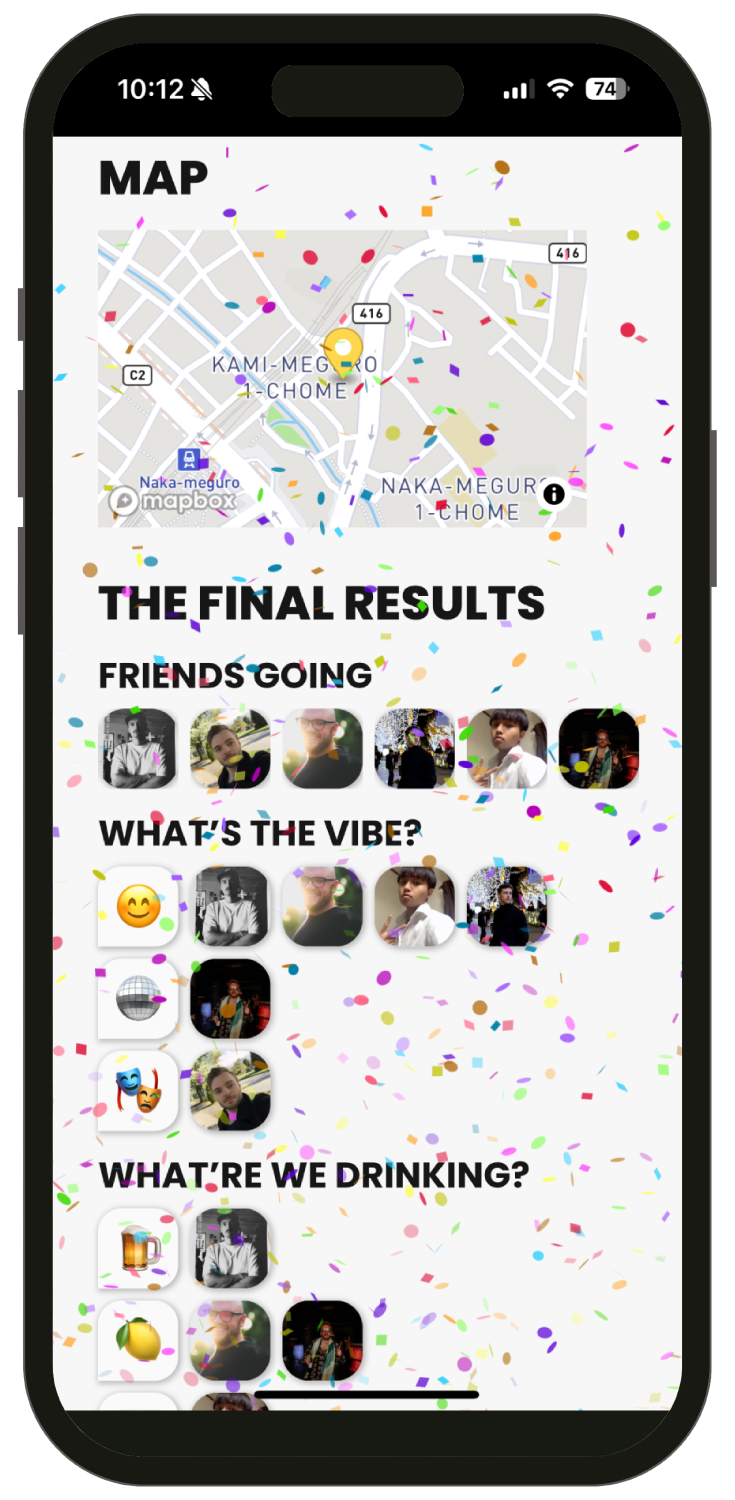 10:12
74
MAP
416
416
KAMI-MEGURO
1-CHOME
C2
Naka-meguro
mapbox
NAKA-MEGUR
1-CHOME
THE FINAL RESULTS
FRIENDS GOING
WHAT'S THE VIBE?
WHAT'RE WE DRINKING?